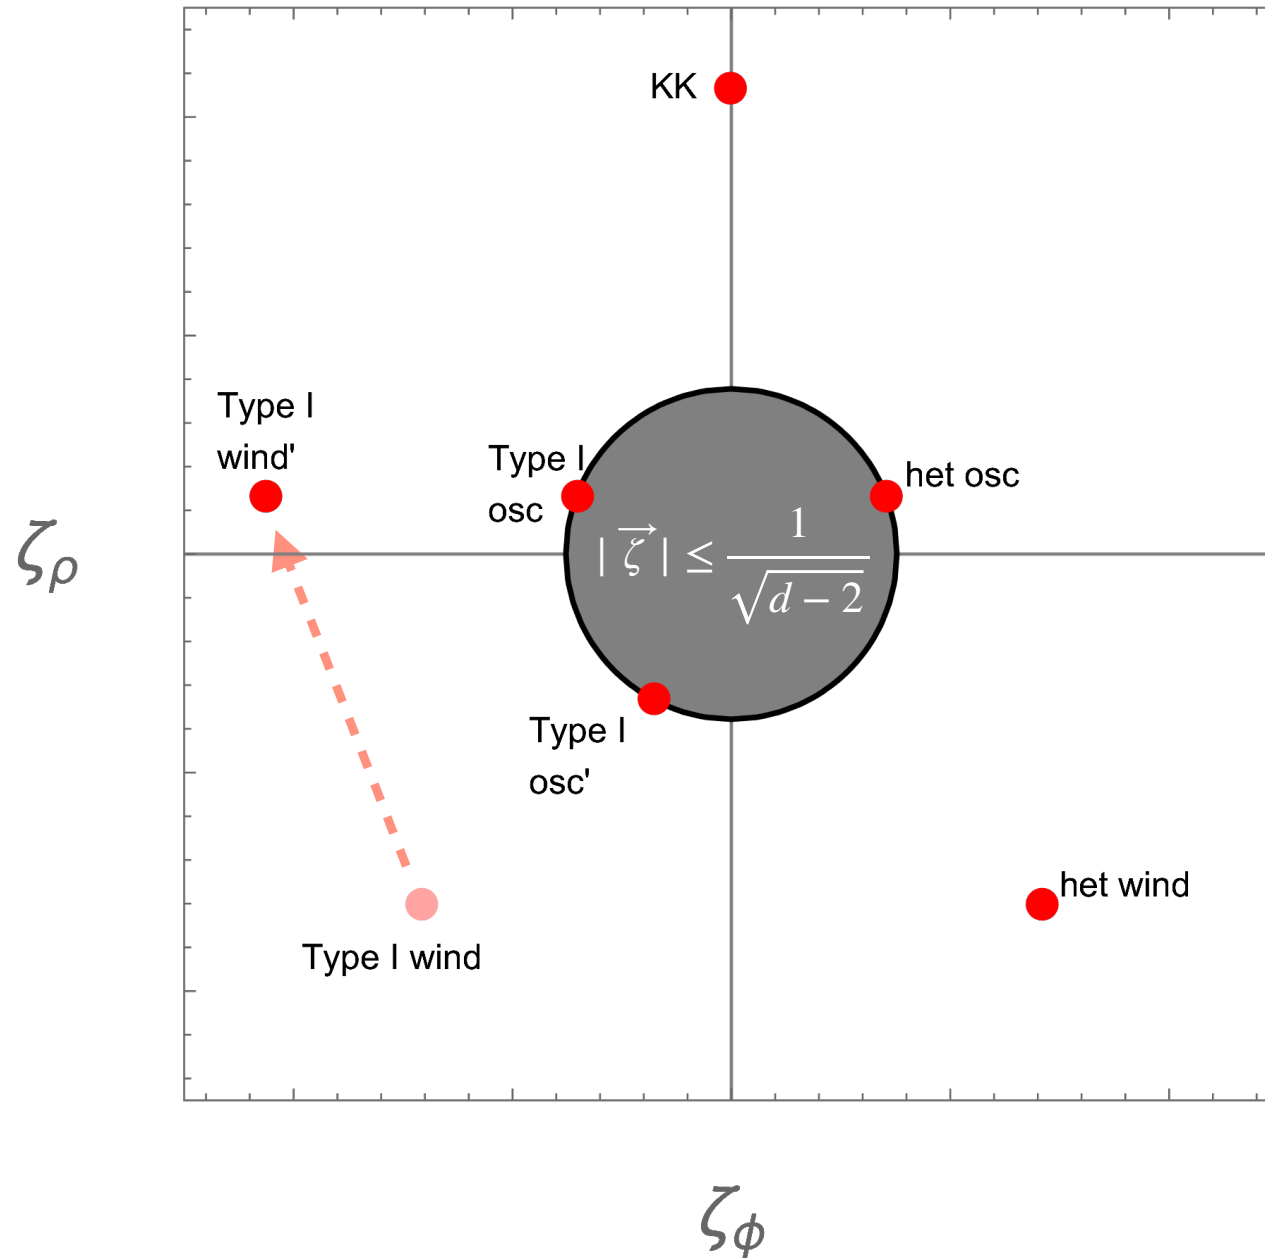 KK
Type I
wind'
Type I
osc
het osc
| ζ⃗ | ≤ 1/√(d − 2)
ζρ
Type I
osc'
het wind
Type I wind
ζϕ